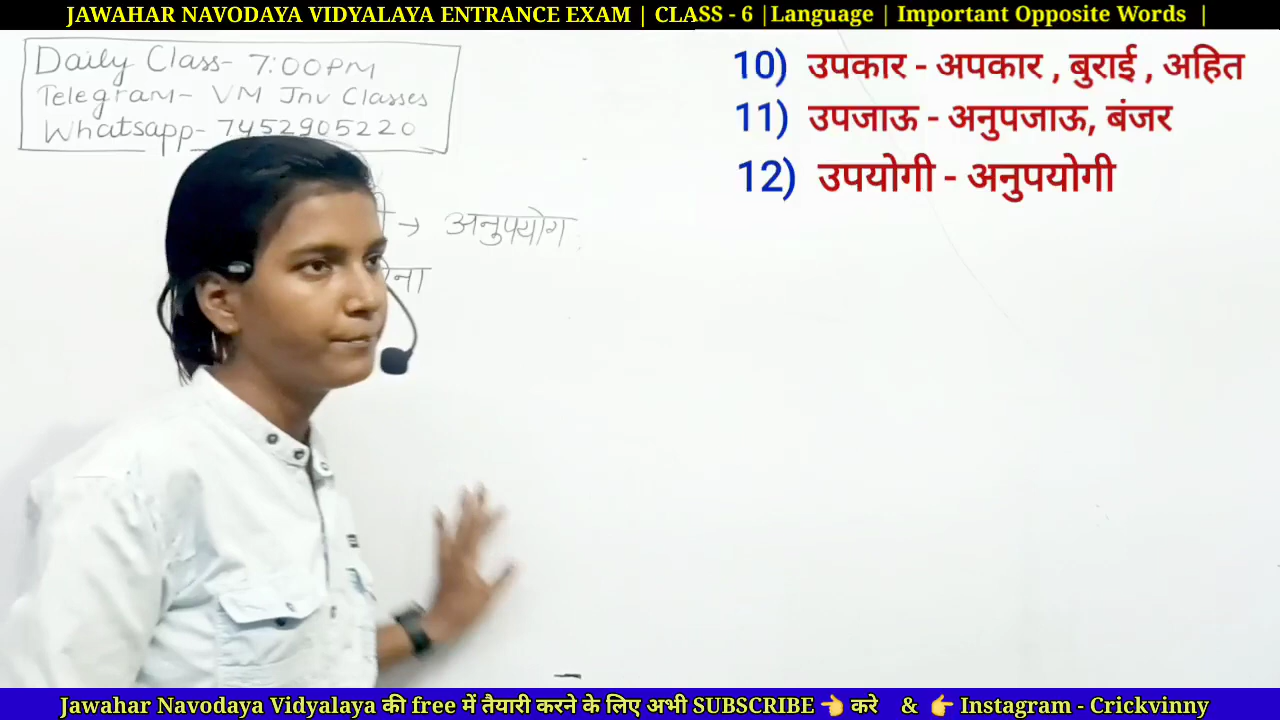 JAWAHAR NAVODAYA VIDYALAYA ENTRANCE EXAM | CLASS - 6 |Language | Important Opposite Words |
Daily Class- 7:00PM
Telegram- VM Jnv Classes
Whatsapp- 7452905220
10) उपकार - अपकार , बुराई , अहित
11) उपजाऊ - अनुपजाऊ, बंजर
12) उपयोगी - अनुपयोगी
→ अनुपयोग
Jawahar Navodaya Vidyalaya की free में तैयारी करने के लिए अभी SUBSCRIBE 👈 करे & 👉 Instagram - Crickvinny